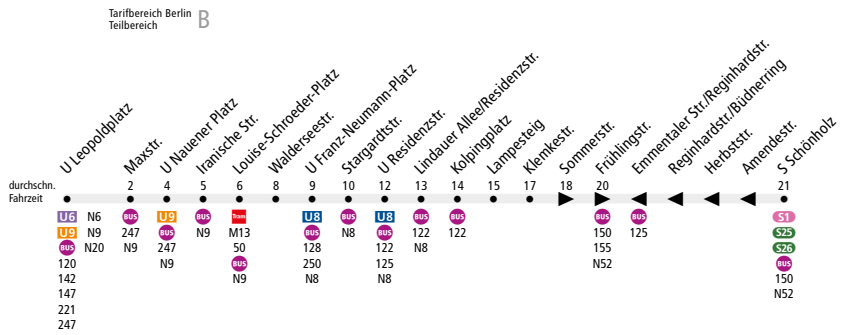 Tarifbereich Berlin
Teilbereich
B
U Leopoldplatz
Maxstr.
U Nauener Platz
Iranische Str.
Louise-Schroeder-Platz
Walderseestr.
U Franz-Neumann-Platz
Stargardtstr.
U Residenzstr.
Lindauer Allee/Residenzstr.
Kolpingplatz
Lampesteig
Klemkestr.
Sommerstr.
Frühlingstr.
Emmentaler Str./Reginhardstr.
Reginhardstr./Büdnerring
Herbststr.
Amendestr.
S Schönholz
durchschn. 2 4 5 6 8 9 10 12 13 14 15 17 18 20 21
Fahrzeit
U6 N6 BUS U9 BUS Tram U8 BUS U8 BUS BUS BUS BUS S1
U9 N9 247 BUS N9 M13 BUS N8 BUS 122 122 150 125 S25
BUS N20 N9 247 50 128 122 N8 155 S26
120 N9 BUS 250 125 N52 BUS
142 N9 N8 N8 150
147 N52
221
247